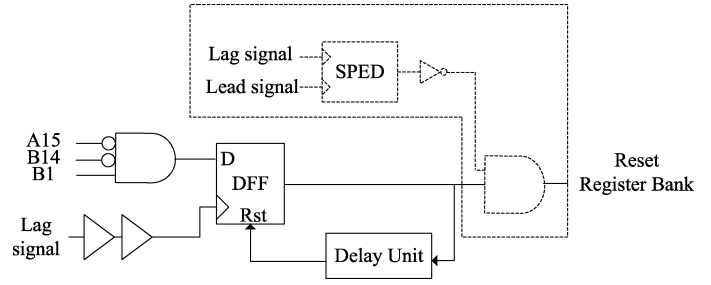 Lag signal
Lead signal
SPED
A15
B14
B1
D
DFF
Rst
Lag
signal
Delay Unit
Reset
Register Bank